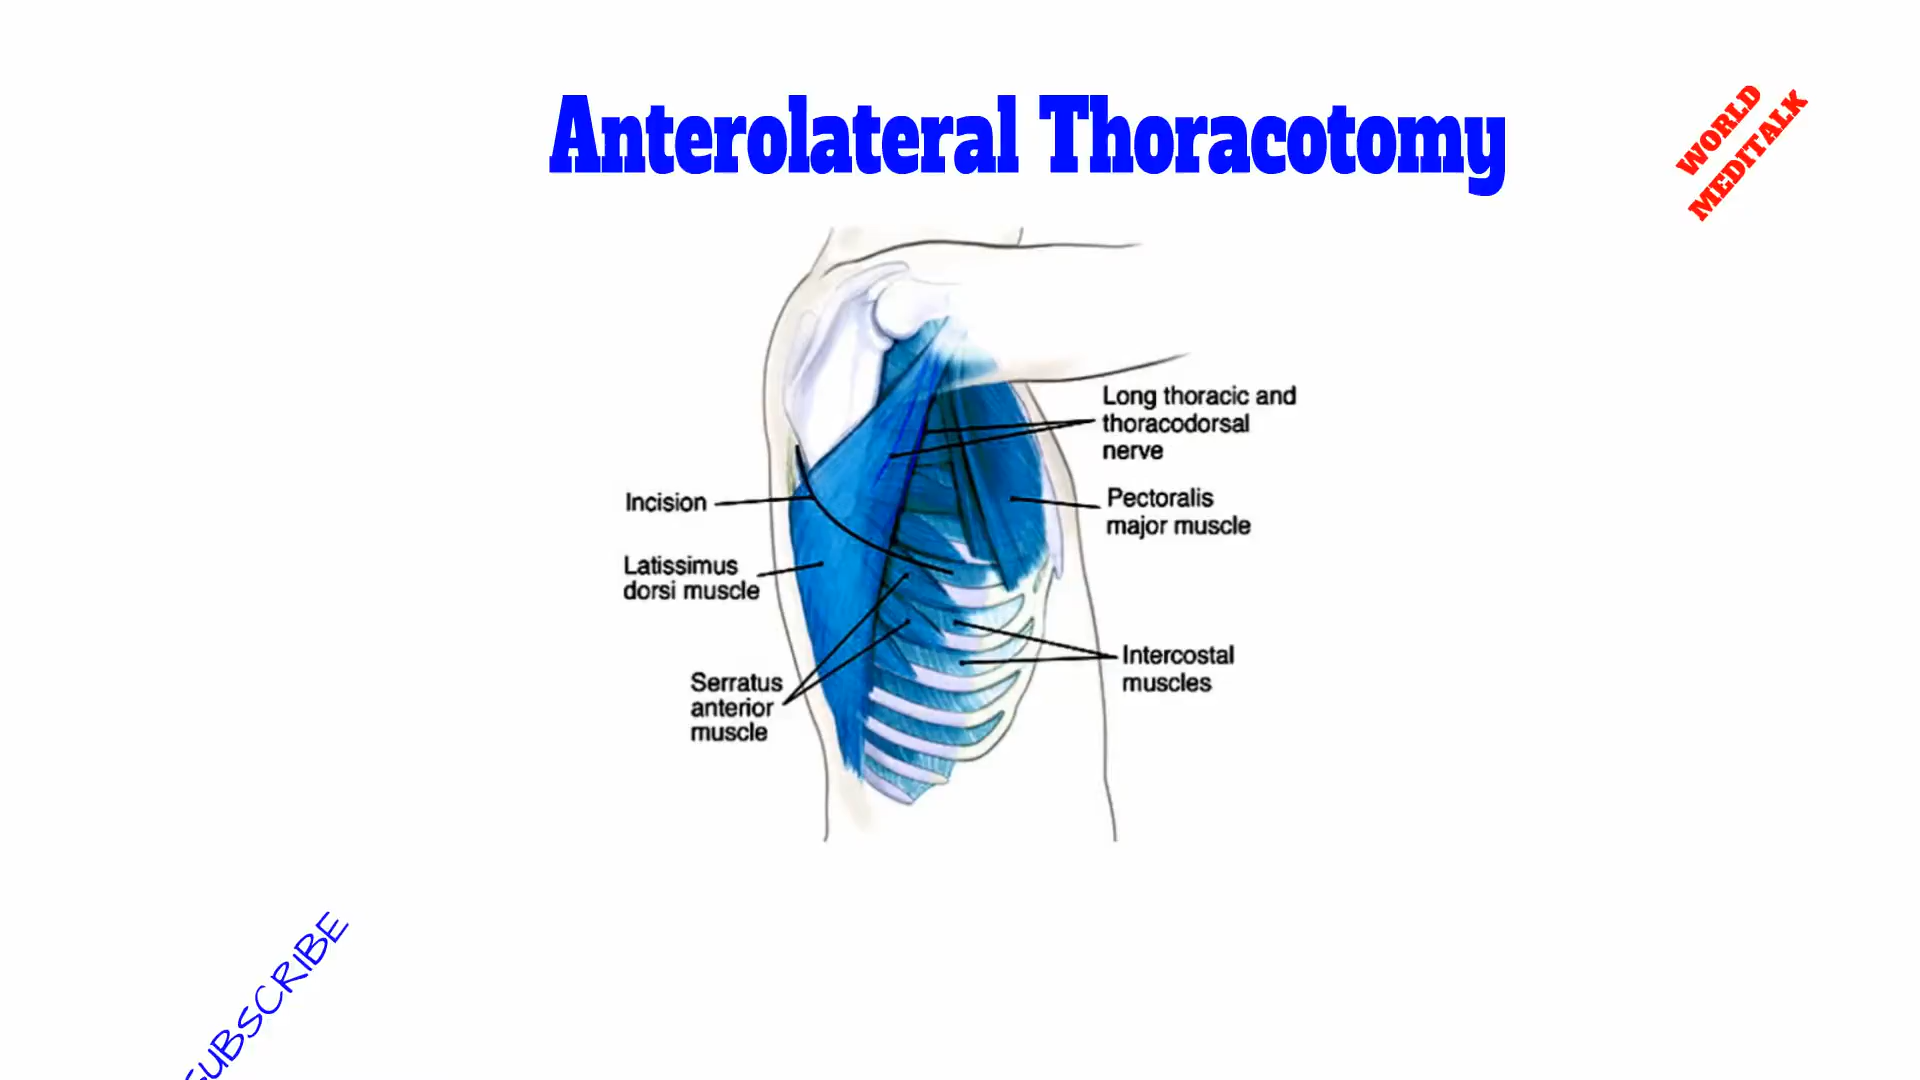 Anterolateral Thoracotomy
WORLD
MEDITALK
Long thoracic and
thoracodorsal
nerve
Incision
Pectoralis
major muscle
Latissimus
dorsi muscle
Serratus
anterior
muscle
Intercostal
muscles
SUBSCRIBE